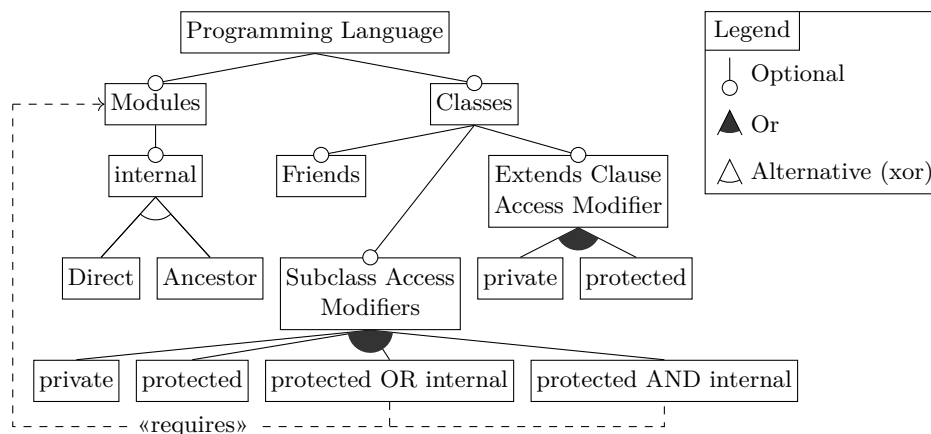 Programming Language
Legend
Optional
Modules
Classes
Or
internal
Friends
Extends Clause
Access Modifier
Alternative (xor)
Direct
Ancestor
Subclass Access
Modifiers
private
protected
private
protected
protected OR internal
protected AND internal
«requires»